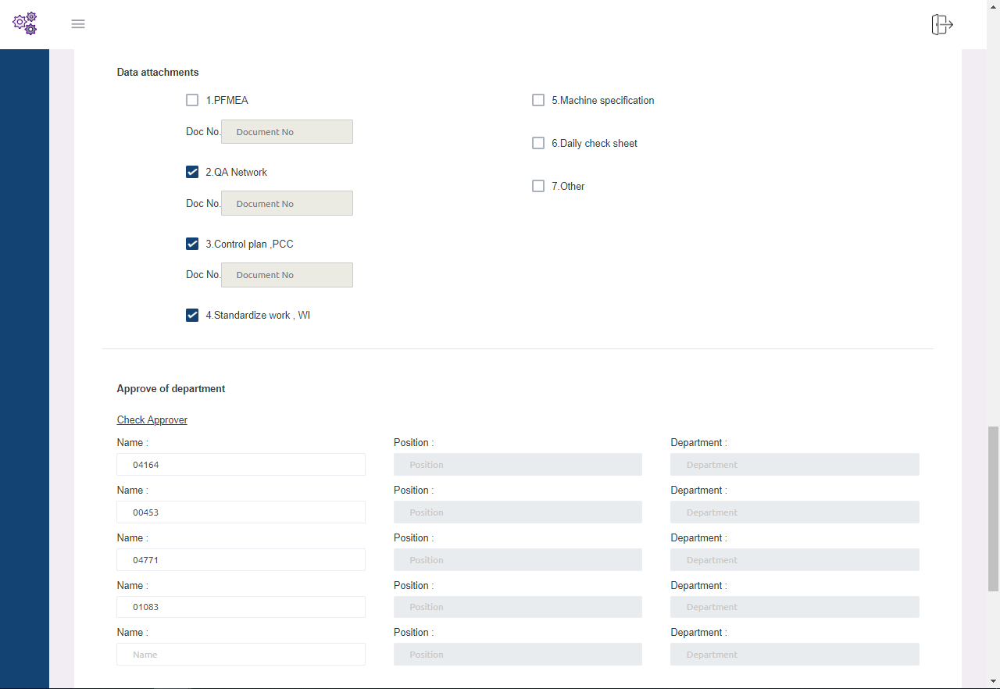 Data attachments
1.PFMEA
Doc No. Document No
2.QA Network
Doc No. Document No
3.Control plan ,PCC
Doc No. Document No
4.Standardize work , WI
5.Machine specification
6.Daily check sheet
7.Other
Approve of department
Check Approver
Name : Position : Department :
04164 Position Department
Name : Position : Department :
00453 Position Department
Name : Position : Department :
04771 Position Department
Name : Position : Department :
01083 Position Department
Name : Position : Department :
Name Position Department